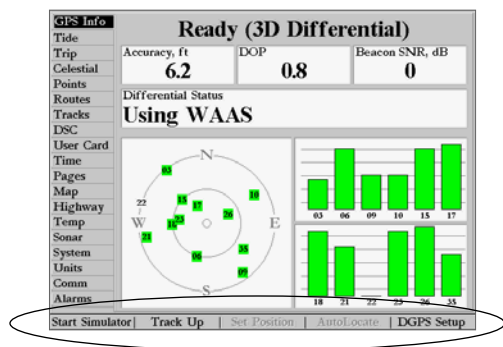 GPS Info
Tide
Trip
Celestial
Points
Routes
Tracks
DSC
User Card
Time
Pages
Map
Highway
Temp
Sonar
System
Units
Comm
Alarms
Ready (3D Differential)
Accuracy, ft
6.2
DOP
0.8
Beacon SNR, dB
0
Differential Status
Using WAAS
N
03
10
22
15
17
26
W
23
E
21
06
35
09
S
03 06 09 10 15 17
18 21 22 23 26 35
Start Simulator | Track Up | Set Position | AutoLocate | DGPS Setup